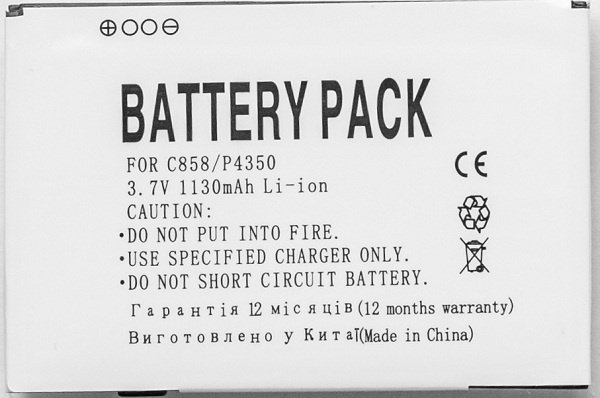 BATTERY PACK
FOR C858/P4350
3.7V 1130mAh Li-ion
CAUTION:
·DO NOT PUT INTO FIRE.
·USE SPECIFIED CHARGER ONLY.
·DO NOT SHORT CIRCUIT BATTERY.
Гарантія 12 місяців (12 months warranty)
Виготовлено у Китаї(Made in China)
CE